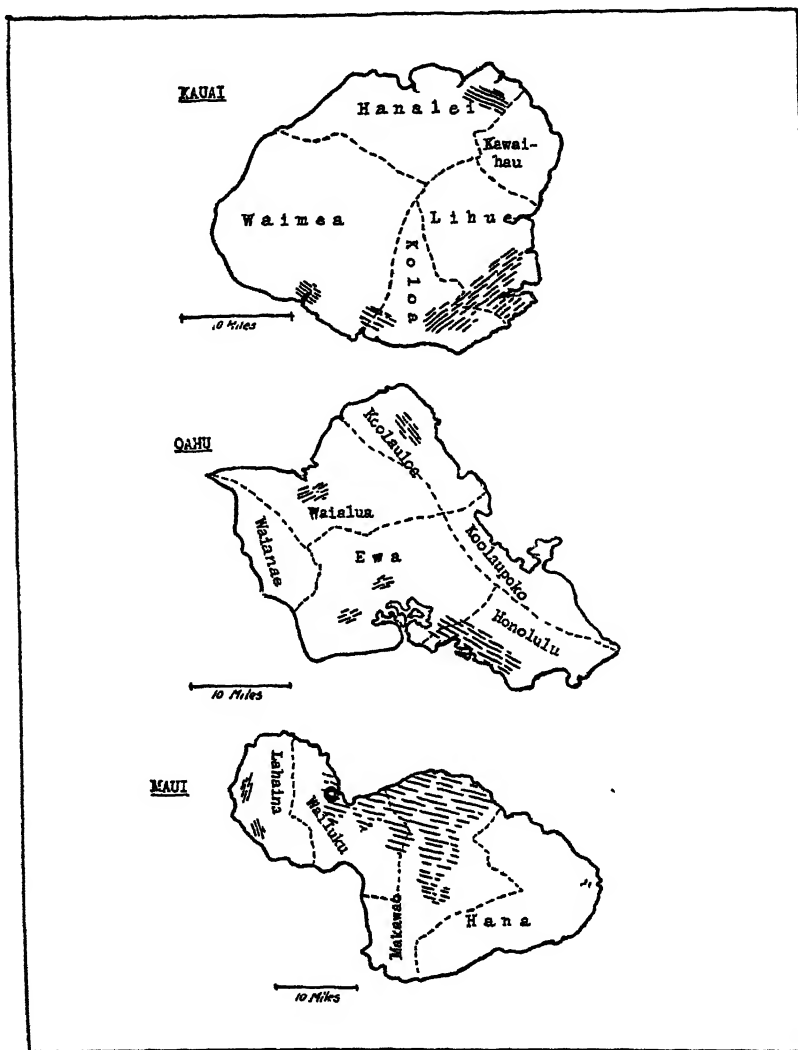 KAUAI
Hanalei
Kawai-
hau
Waimea
Lihue
Koloa
10 Miles
OAHU
Koolauloa
Waialua
Waianae
Ewa
Koolaupoko
Honolulu
10 Miles
MAUI
Lahaina
Wailuku
Makawao
Hana
10 Miles